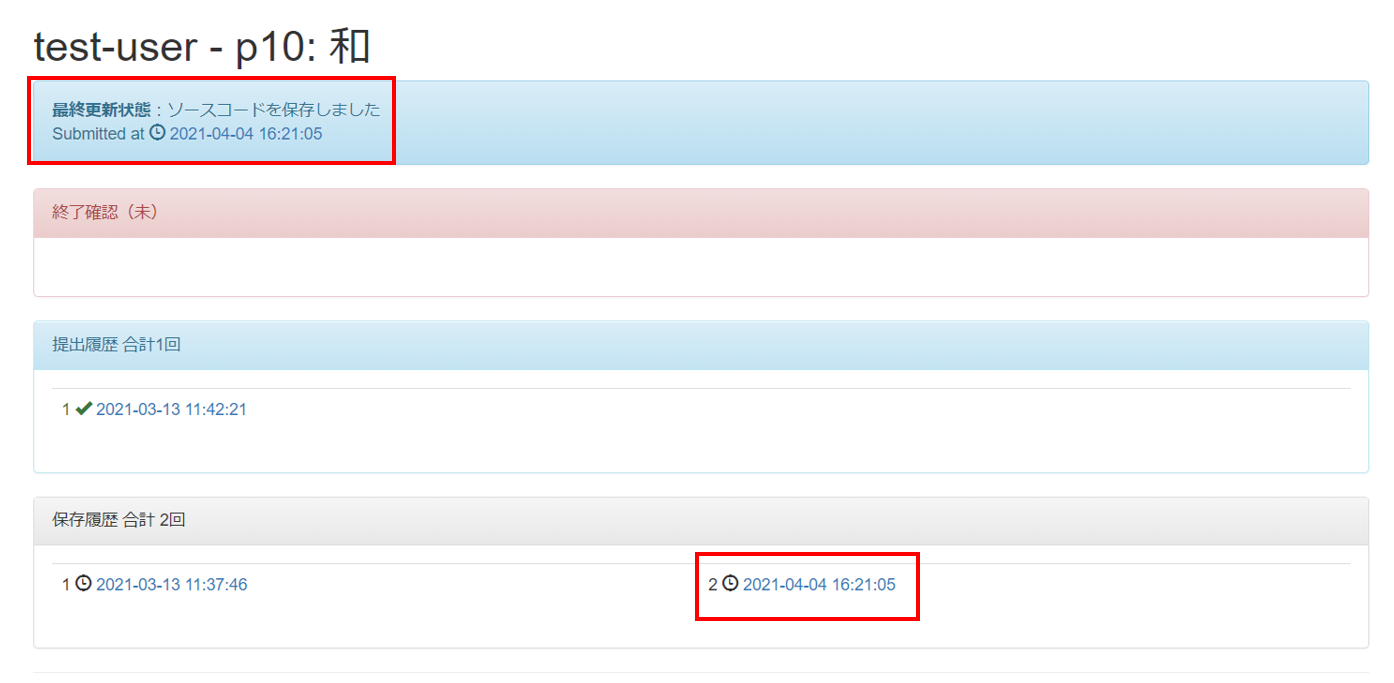 test-user - p10: 和
最終更新状態：ソースコードを保存しました
Submitted at 2021-04-04 16:21:05
終了確認（未）
提出履歴 合計1回
1 2021-03-13 11:42:21
保存履歴 合計 2回
1 2021-03-13 11:37:46 2 2021-04-04 16:21:05